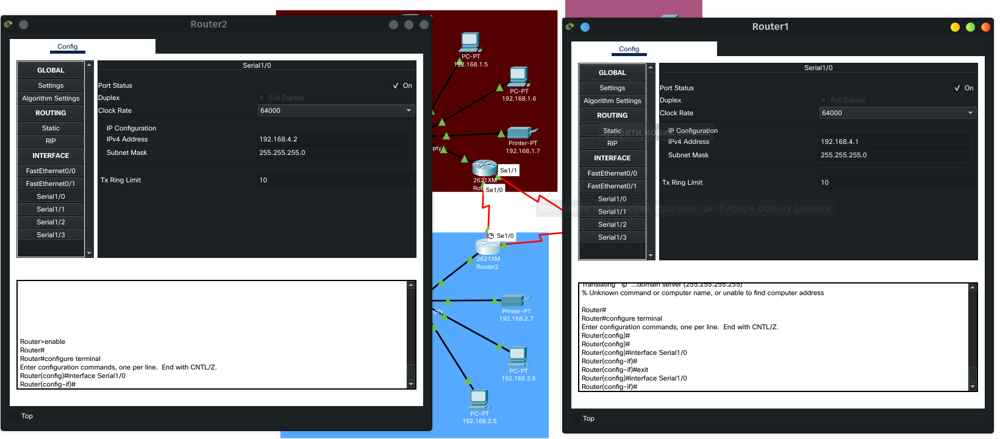 Router2
Config
GLOBAL
Settings
Algorithm Settings
ROUTING
Static
RIP
INTERFACE
FastEthernet0/0
FastEthernet0/1
Serial1/0
Serial1/1
Serial1/2
Serial1/3
Serial1/0
Port Status
On
Duplex
Full Duplex
Clock Rate
64000
IP Configuration
IPv4 Address
192.168.4.2
Subnet Mask
255.255.255.0
Tx Ring Limit
10
Router>enable
Router#
Router#configure terminal
Enter configuration commands, one per line.  End with CNTL/Z.
Router(config)#interface Serial1/0
Router(config-if)#
Top
PC-PT
192.168.1.5
PC-PT
192.168.1.6
Printer-PT
192.168.1.7
Se1/1
2621XM
Se1/0
Se1/0
2621XM
Router2
Printer-PT
192.168.2.7
PC-PT
192.168.2.6
PC-PT
192.168.2.5
Router1
Config
GLOBAL
Settings
Algorithm Settings
ROUTING
Static
RIP
INTERFACE
FastEthernet0/0
FastEthernet0/1
Serial1/0
Serial1/1
Serial1/2
Serial1/3
Serial1/0
Port Status
On
Duplex
Full Duplex
Clock Rate
64000
IP Configuration
IPv4 Address
192.168.4.1
Subnet Mask
255.255.255.0
Tx Ring Limit
10
фрагмент до буфера обміну даними
Translating "ip"...domain server (255.255.255.255)
% Unknown command or computer name, or unable to find computer address
Router#
Router#configure terminal
Enter configuration commands, one per line.  End with CNTL/Z.
Router(config)#
Router(config)#
Router(config)#interface Serial1/0
Router(config-if)#
Router(config-if)#exit
Router(config)#interface Serial1/0
Router(config-if)#
Top